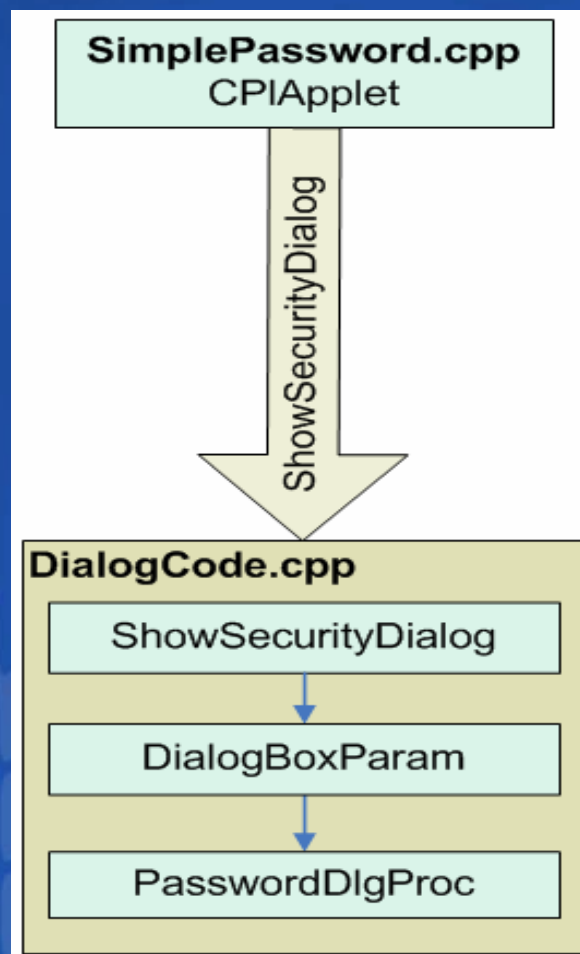 SimplePassword.cpp
CPlApplet
ShowSecurityDialog
DialogCode.cpp
ShowSecurityDialog
DialogBoxParam
PasswordDlgProc